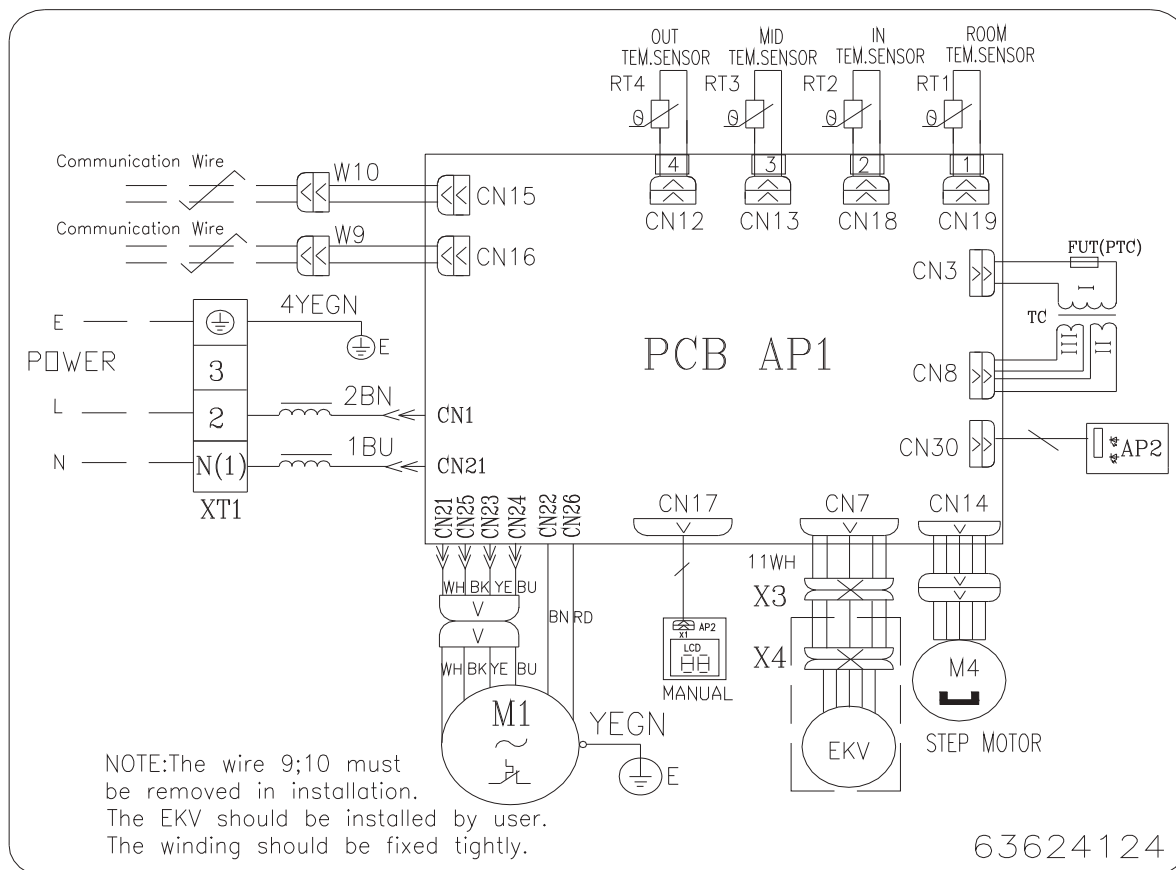 OUT
TEM.SENSOR
MID
TEM.SENSOR
IN
TEM.SENSOR
ROOM
TEM.SENSOR
RT4
RT3
RT2
RT1
θ
θ
θ
θ
4
3
2
1
CN12
CN13
CN18
CN19
Communication Wire
W10
CN15
Communication Wire
W9
CN16
CN3
FUT(PTC)
I
TC
III
II
CN8
PCB AP1
E
4YEGN
E
POWER
3
L
2
2BN
CN1
N
N(1)
1BU
CN21
XT1
CN30
AP2
CN21
CN25
CN23
CN24
CN22
CN26
CN17
CN7
CN14
WH
BK
YE
BU
BN
RD
11WH
X3
X4
AP2
X1
LCD
MANUAL
WH
BK
YE
BU
M1
YEGN
E
EKV
M4
STEP MOTOR
NOTE:The wire 9;10 must
be removed in installation.
The EKV should be installed by user.
The winding should be fixed tightly.
63624124